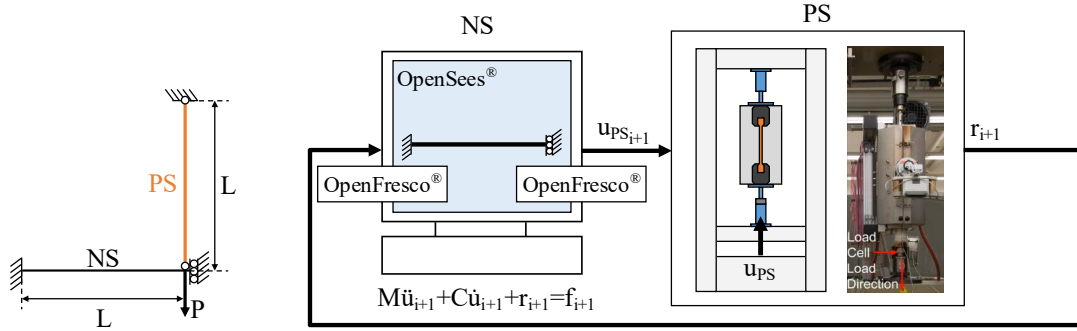 NS
PS
OpenSees®
PS
L
u_PS_i+1
r_i+1
OpenFresco®
OpenFresco®
NS
u_PS
Load
Cell
Load
Direction
P
L
Mü_i+1+Cu̇_i+1+r_i+1=f_i+1